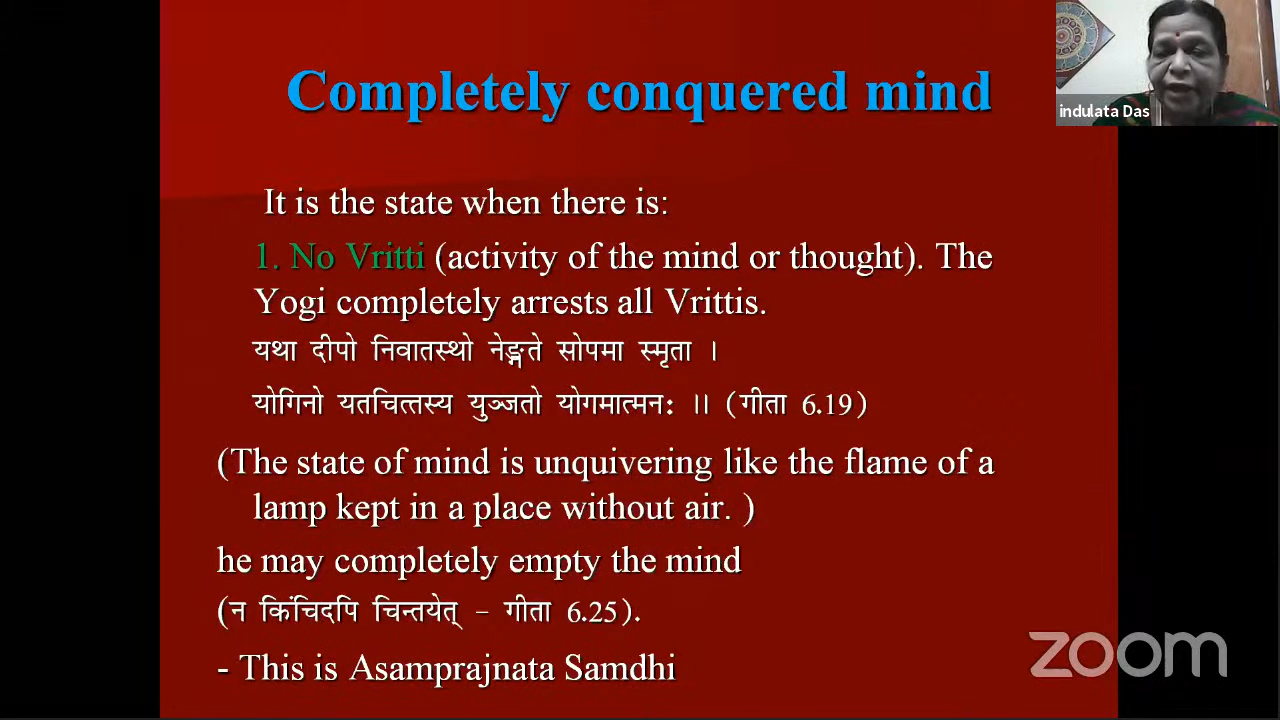 Completely conquered mind
indulata Das
It is the state when there is:
1. No Vritti (activity of the mind or thought). The
Yogi completely arrests all Vrittis.
यथा दीपो निवातस्थो नेङ्गते सोपमा स्मृता ।
योगिनो यतचित्तस्य युञ्जतो योगमात्मनः ।। (गीता 6.19)
(The state of mind is unquivering like the flame of a
lamp kept in a place without air. )
he may completely empty the mind
(न किंचिदपि चिन्तयेत् - गीता 6.25).
- This is Asamprajnata Samdhi
zoom